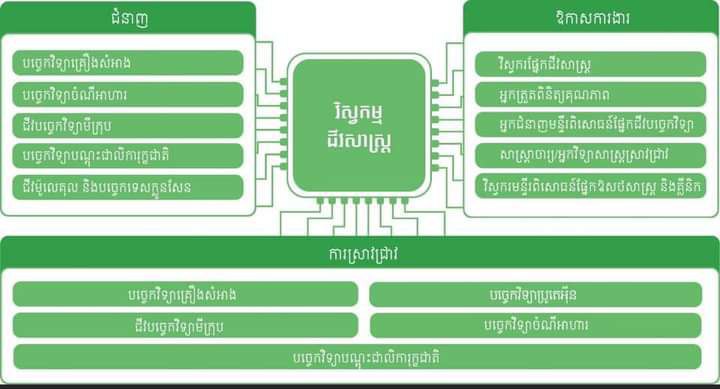 ជំនាញ
បច្ចេកវិទ្យាគ្រឿងសំអាង
បច្ចេកវិទ្យាចំណីអាហារ
ជីវបច្ចេកវិទ្យាមីក្រុប
បច្ចេកវិទ្យាបណ្តុះជាលិការុក្ខជាតិ
ជីវម៉ូលេគុល និងបច្ចេកទេសក្លូនសែន
វិស្វកម្ម
ជីវសាស្ត្រ
ឱកាសការងារ
វិស្វករផ្នែកជីវសាស្ត្រ
អ្នកត្រួតពិនិត្យគុណភាព
អ្នកជំនាញមន្ទីរពិសោធន៍ផ្នែកជីវបច្ចេកវិទ្យា
សាស្ត្រាចារ្យ/អ្នកវិទ្យាសាស្ត្រស្រាវជ្រាវ
វិស្វករមន្ទីរពិសោធន៍ផ្នែកឱសថសាស្ត្រ និងគ្លីនិក
ការស្រាវជ្រាវ
បច្ចេកវិទ្យាគ្រឿងសំអាង
បច្ចេកវិទ្យាប្រូតេអ៊ីន
ជីវបច្ចេកវិទ្យាមីក្រុប
បច្ចេកវិទ្យាចំណីអាហារ
បច្ចេកវិទ្យាបណ្តុះជាលិការុក្ខជាតិ